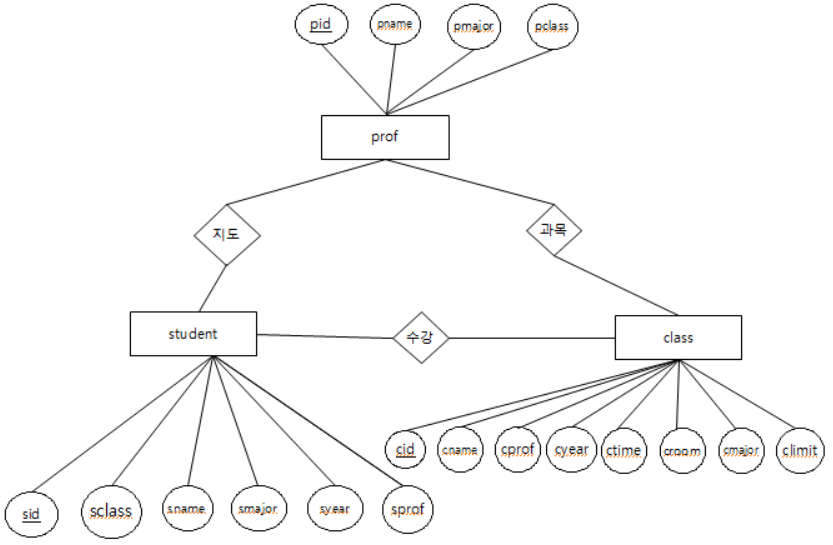 pid pname pmajor pclass
prof
지도 과목
student 수강 class
cid cname cprof cyear ctime croom cmajor climit
sid sclass sname smajor syear sprof